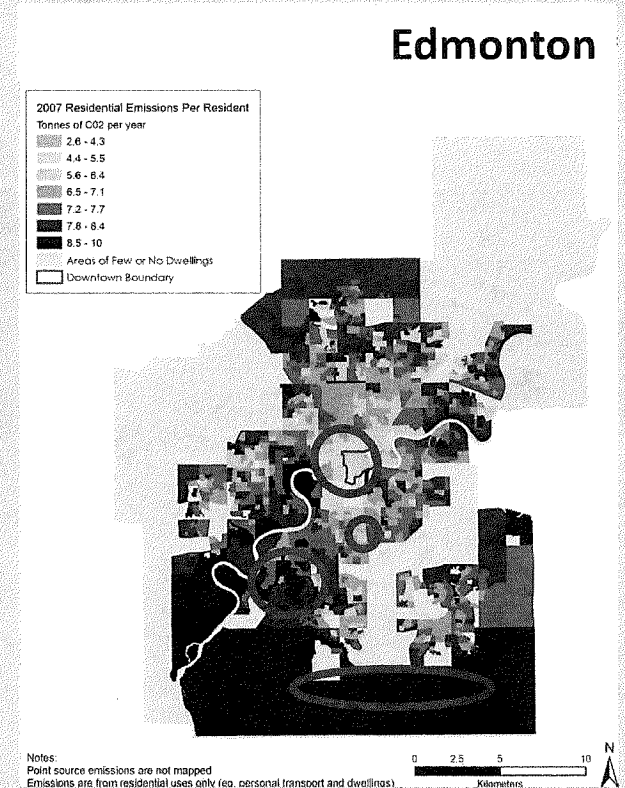 Edmonton
2007 Residential Emissions Per Resident
Tonnes of C02 per year
2.6 - 4.3
4.4 - 5.5
5.6 - 6.4
6.5 - 7.1
7.2 - 7.7
7.8 - 8.4
8.5 - 10
Areas of Few or No Dwellings
Downtown Boundary
Notes:
Point source emissions are not mapped
Emissions are from residential uses only (eg. personal transport and dwellings)
0 2.5 5 10
Kilometers
N